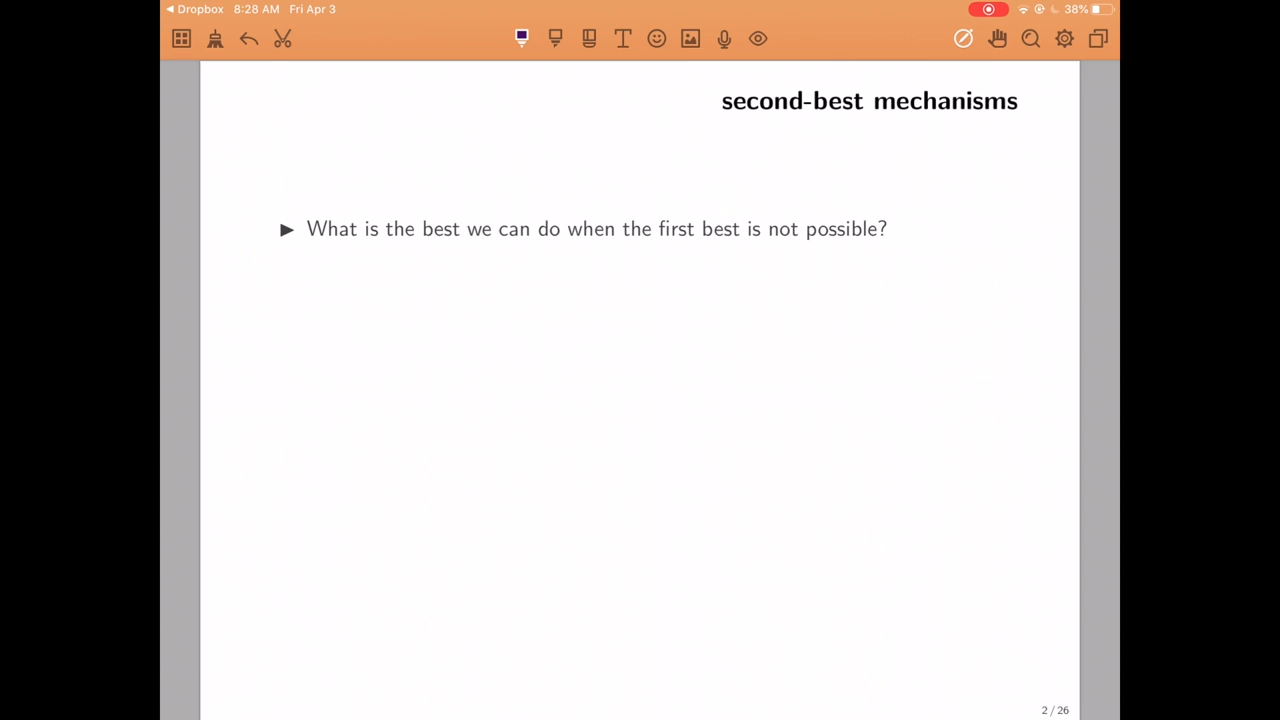 Dropbox 8:28 AM Fri Apr 3 38%
second-best mechanisms
▶ What is the best we can do when the first best is not possible?
2 / 26